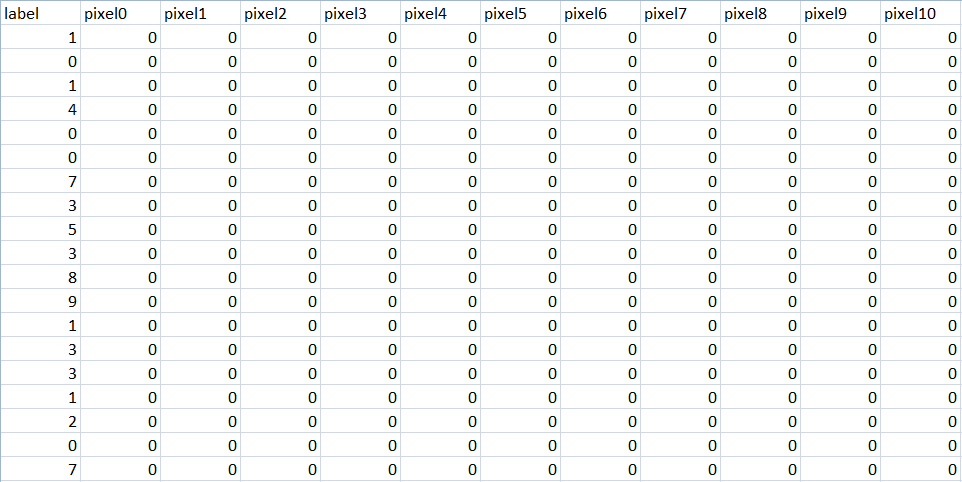 label pixel0 pixel1 pixel2 pixel3 pixel4 pixel5 pixel6 pixel7 pixel8 pixel9 pixel10
1 0 0 0 0 0 0 0 0 0 0 0
0 0 0 0 0 0 0 0 0 0 0 0
1 0 0 0 0 0 0 0 0 0 0 0
4 0 0 0 0 0 0 0 0 0 0 0
0 0 0 0 0 0 0 0 0 0 0 0
0 0 0 0 0 0 0 0 0 0 0 0
7 0 0 0 0 0 0 0 0 0 0 0
3 0 0 0 0 0 0 0 0 0 0 0
5 0 0 0 0 0 0 0 0 0 0 0
3 0 0 0 0 0 0 0 0 0 0 0
8 0 0 0 0 0 0 0 0 0 0 0
9 0 0 0 0 0 0 0 0 0 0 0
1 0 0 0 0 0 0 0 0 0 0 0
3 0 0 0 0 0 0 0 0 0 0 0
3 0 0 0 0 0 0 0 0 0 0 0
1 0 0 0 0 0 0 0 0 0 0 0
2 0 0 0 0 0 0 0 0 0 0 0
0 0 0 0 0 0 0 0 0 0 0 0
7 0 0 0 0 0 0 0 0 0 0 0